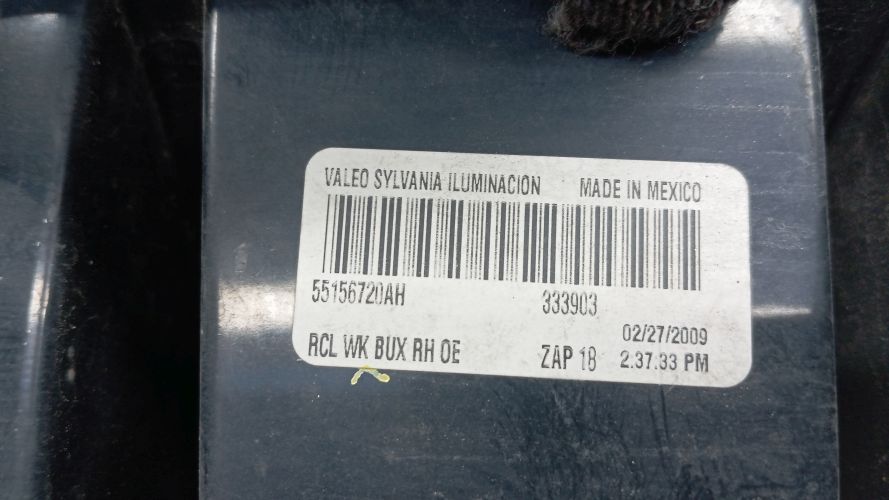 VALEO SYLVANIA ILUMINACION MADE IN MEXICO
55156720AH 333903
02/27/2009
RCL WK BUX RH OE ZAP 18 2.37.33 PM